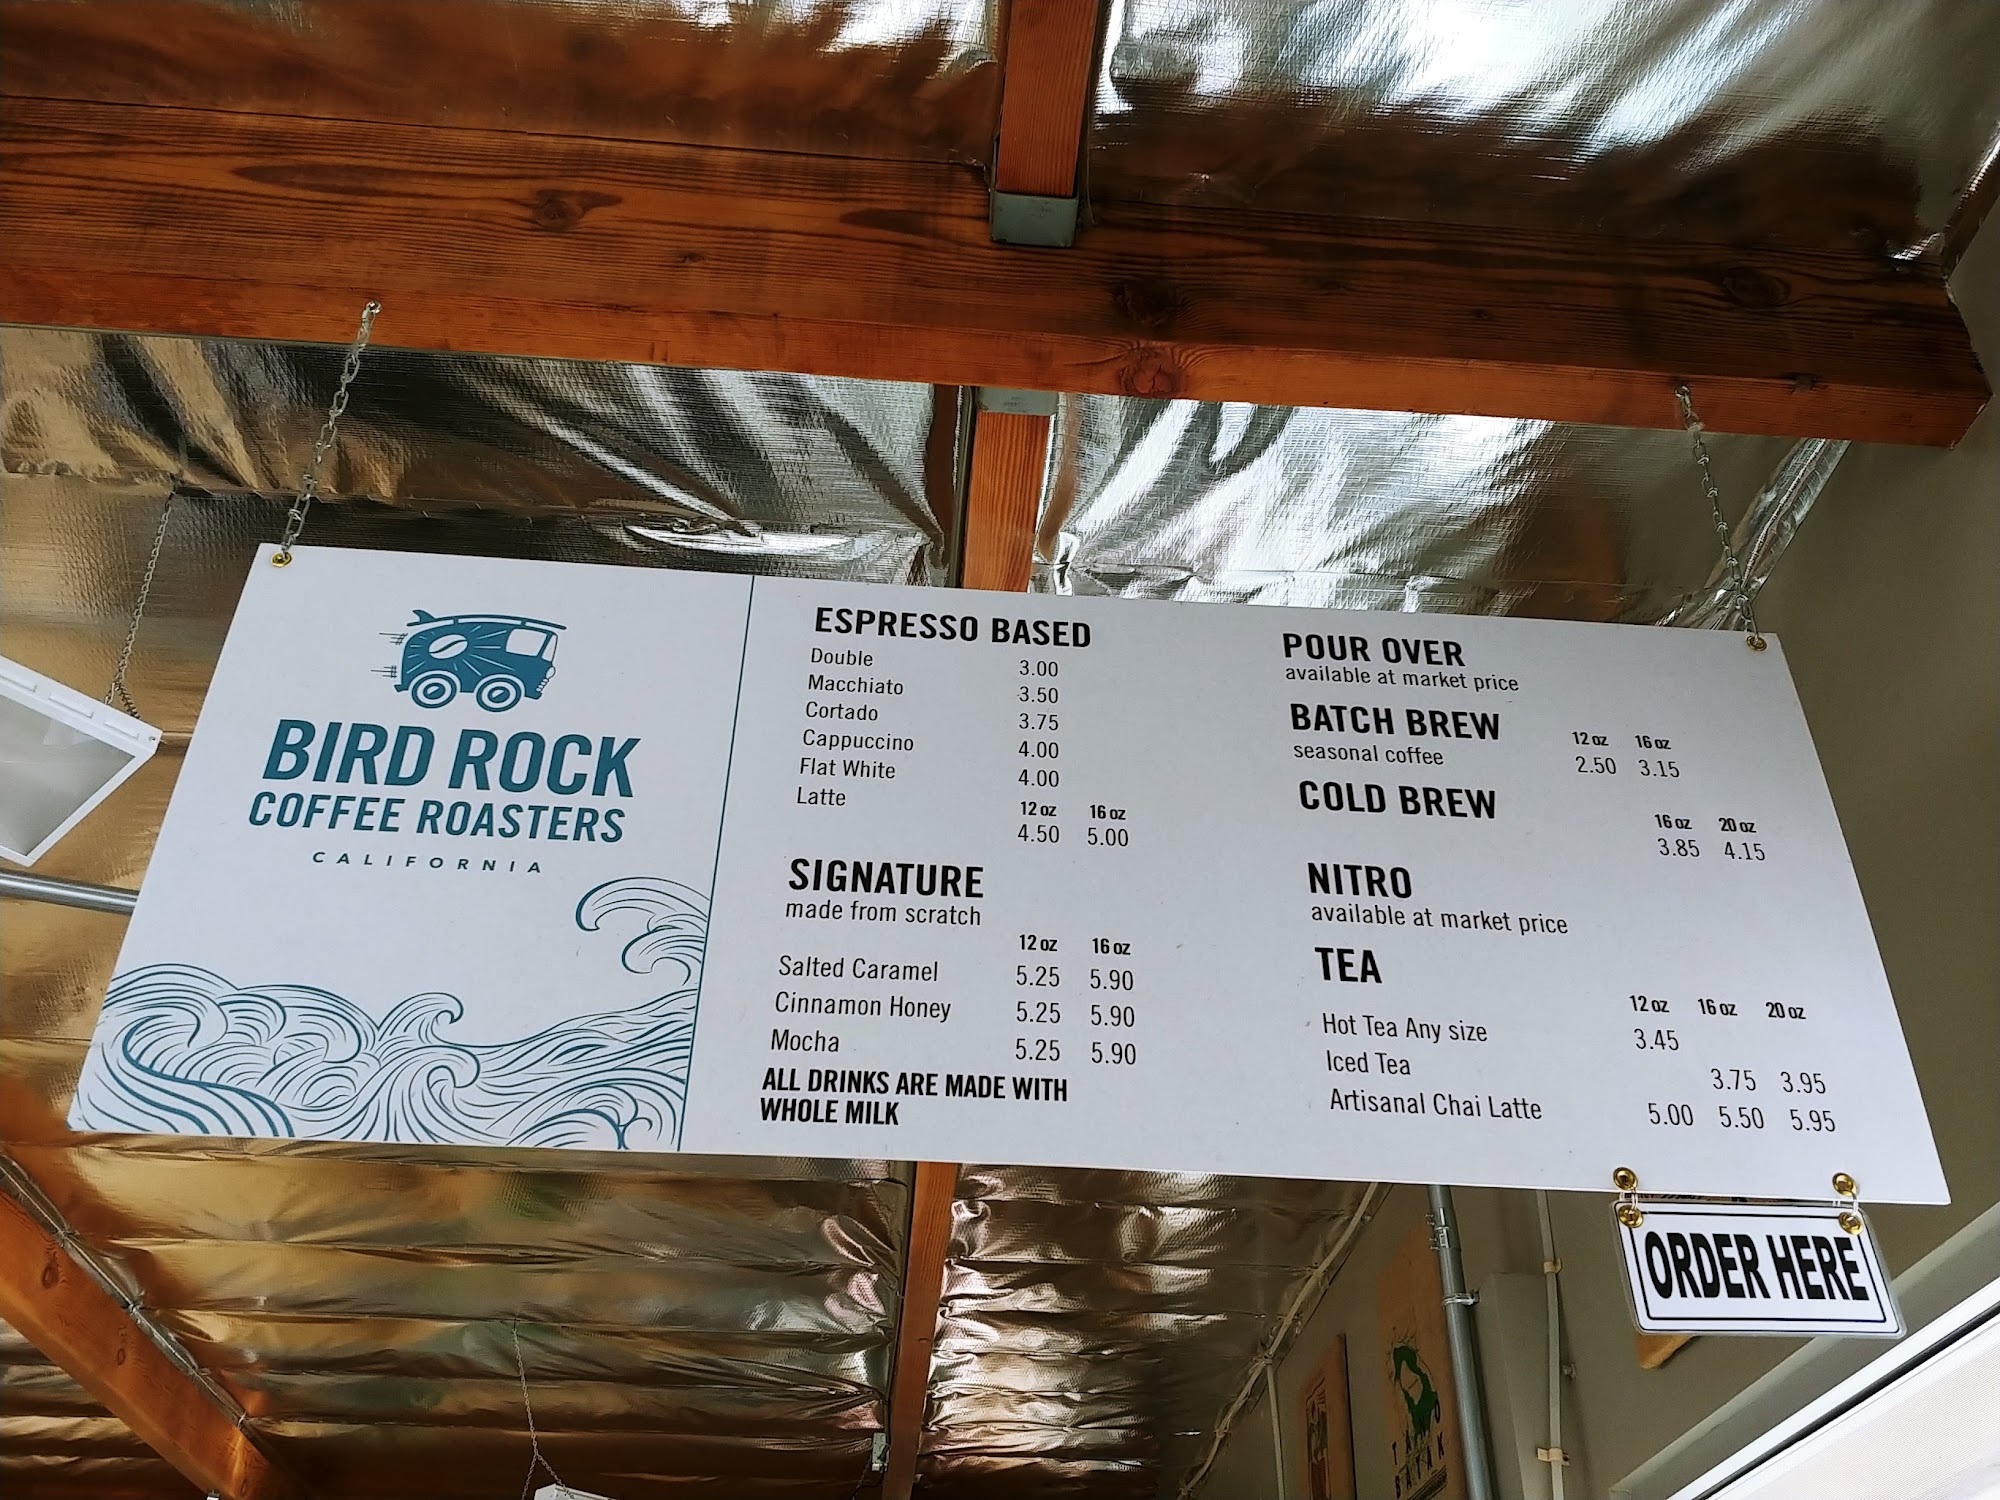 BIRD ROCK
COFFEE ROASTERS
CALIFORNIA
ESPRESSO BASED
Double 3.00
Macchiato 3.50
Cortado 3.75
Cappuccino 4.00
Flat White 4.00
Latte
12 oz 16 oz
4.50 5.00
SIGNATURE
made from scratch
12 oz 16 oz
Salted Caramel 5.25 5.90
Cinnamon Honey 5.25 5.90
Mocha 5.25 5.90
ALL DRINKS ARE MADE WITH
WHOLE MILK
POUR OVER
available at market price
BATCH BREW
12 oz 16 oz
seasonal coffee 2.50 3.15
COLD BREW
16 oz 20 oz
3.85 4.15
NITRO
available at market price
TEA
12 oz 16 oz 20 oz
Hot Tea Any size 3.45
Iced Tea 3.75 3.95
Artisanal Chai Latte 5.00 5.50 5.95
ORDER HERE